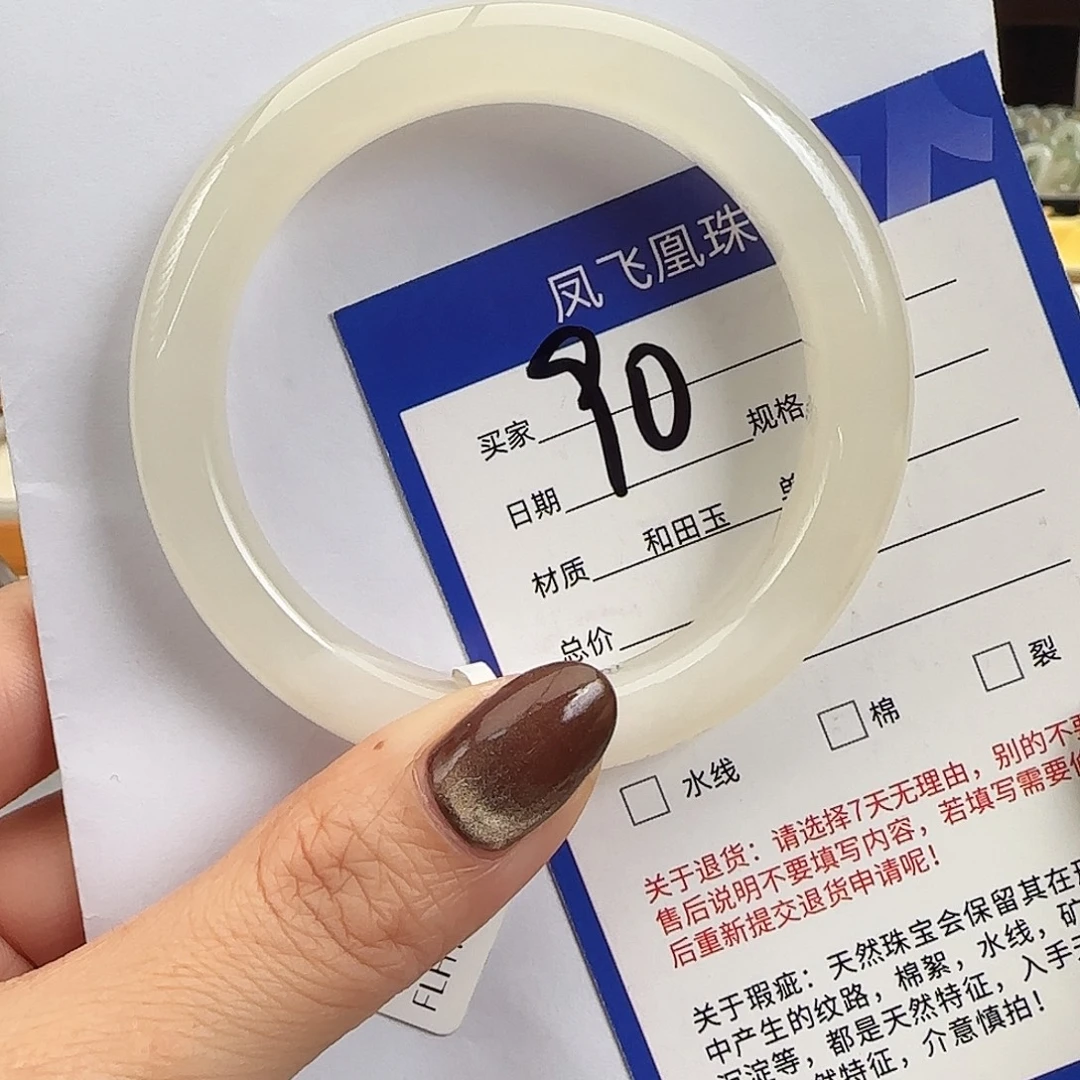 凤飞凰珠
90
买家
规格
日期
材质 和田玉
总价
水线 棉 裂
关于退货：请选择7天无理由，别的不要
售后说明不要填写内容，若填写需要
后重新提交退货申请呢！
关于瑕疵：天然珠宝会保留其在
中产生的纹路，棉絮，水线，矿
沉淀等，都是天然特征，入手
然特征，介意慎拍！